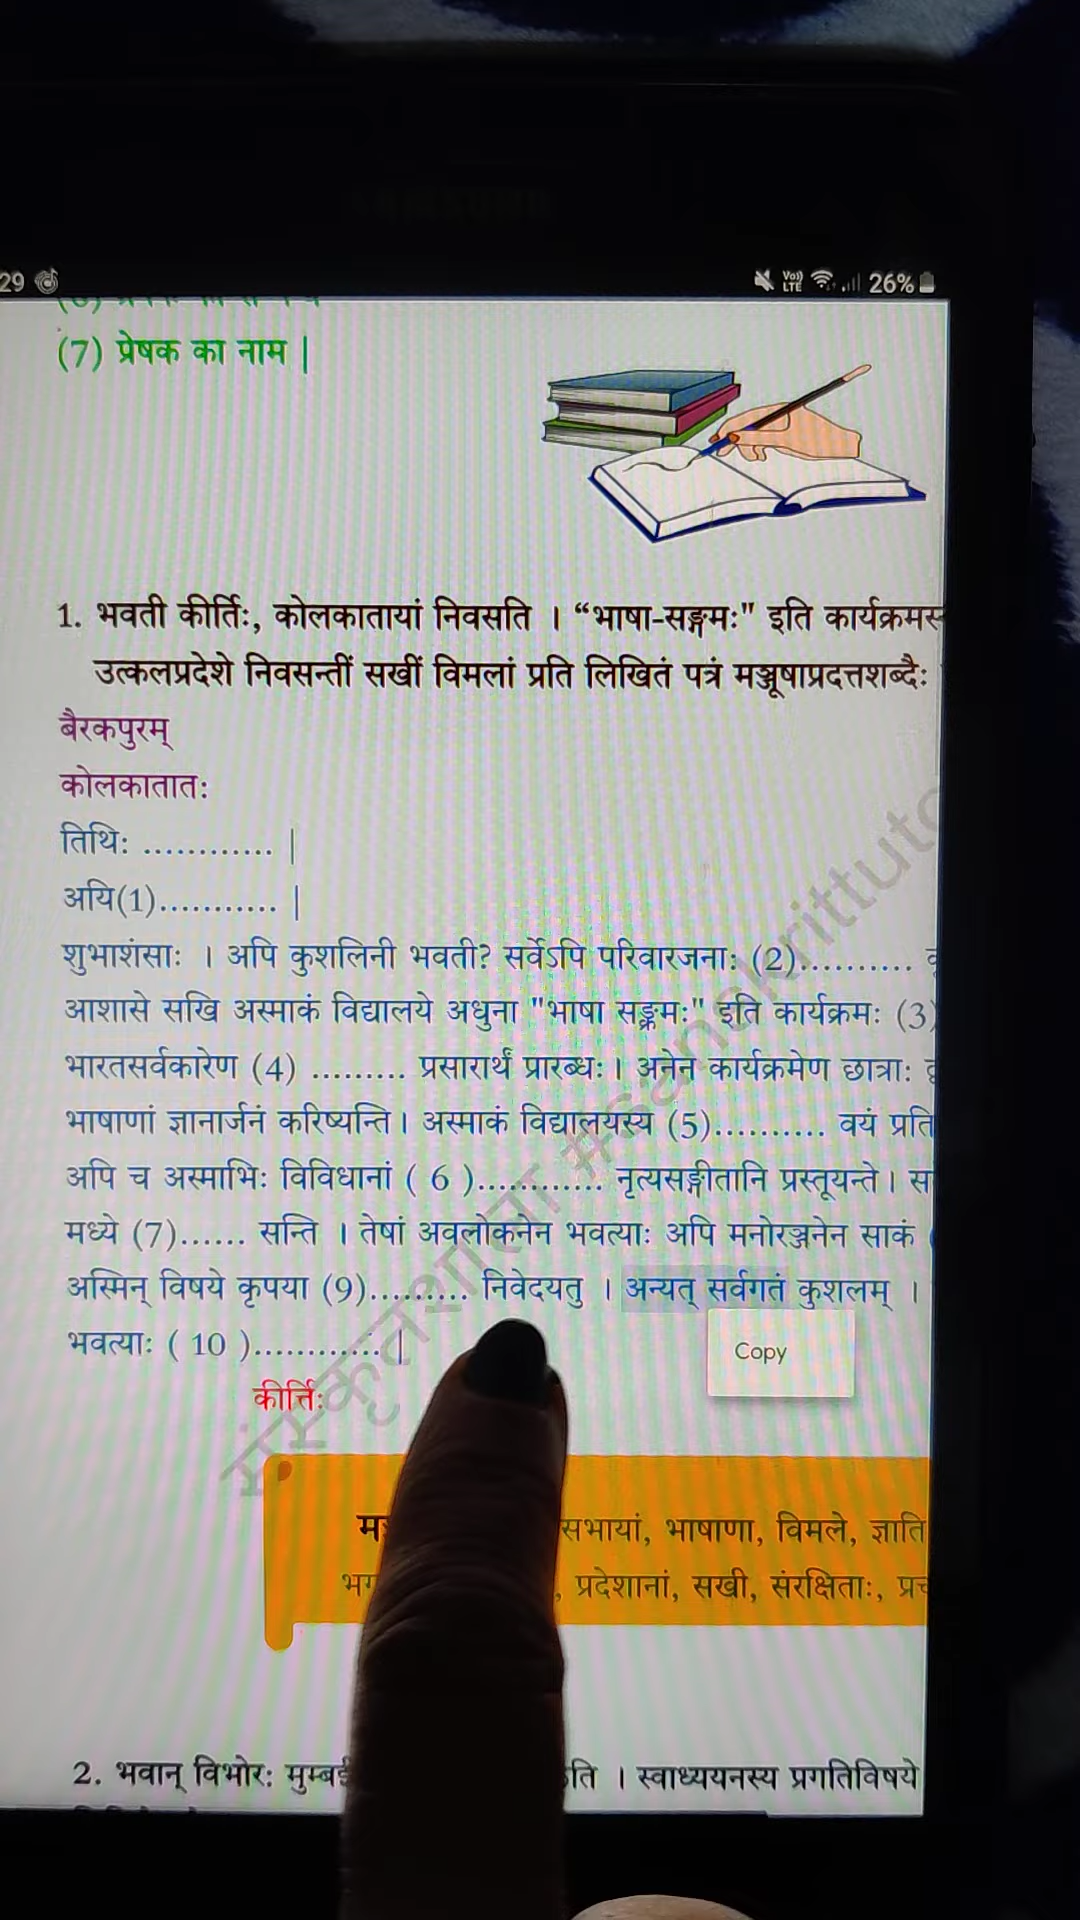 29
26%
(7) प्रेषक का नाम |
1. भवती कीर्तिः, कोलकातायां निवसति । “भाषा-सङ्गमः" इति
उत्कलप्रदेशे निवसन्तीं सखीं विमलां प्रति लिखितं पत्रं मञ्जूषाप्रदत्तशब्दैः
बैरकपुरम्
कोलकातातः
तिथिः ............ |
अयि(1)........... |
शुभाशंसाः । अपि कुशलिनी भवती? सर्वेऽपि परिवारजनाः (2)..........
आशासे सखि अस्माकं विद्यालये अधुना "भाषा सङ्गमः" इति कार्यक्रमः (3)
भारतसर्वकारेण (4) ......... प्रसारार्थं प्रारब्धः । अनेन कार्यक्रमेण छात्राः
भाषाणां ज्ञानार्जनं करिष्यन्ति । अस्माकं विद्यालयस्य (5).......... वयं प्रति
अपि च अस्माभिः विविधानां ( 6 )............ नृत्यसङ्गीतानि प्रस्तूयन्ते ।
मध्ये (7)...... सन्ति । तेषां अवलोकनेन भवत्याः अपि मनोरञ्जनेन साकं
अस्मिन् विषये कृपया (9)......... निवेदयतु । अन्यत् सर्वगतं कुशलम् ।
भवत्याः ( 10 )............ |
Copy
कीर्त्तिः
सभायां, भाषाणा, विमले, ज्ञाति
, प्रदेशानां, सखी, संरक्षिताः,
2. भवान् विभोरः । स्वाध्ययनस्य प्रगतिविषये